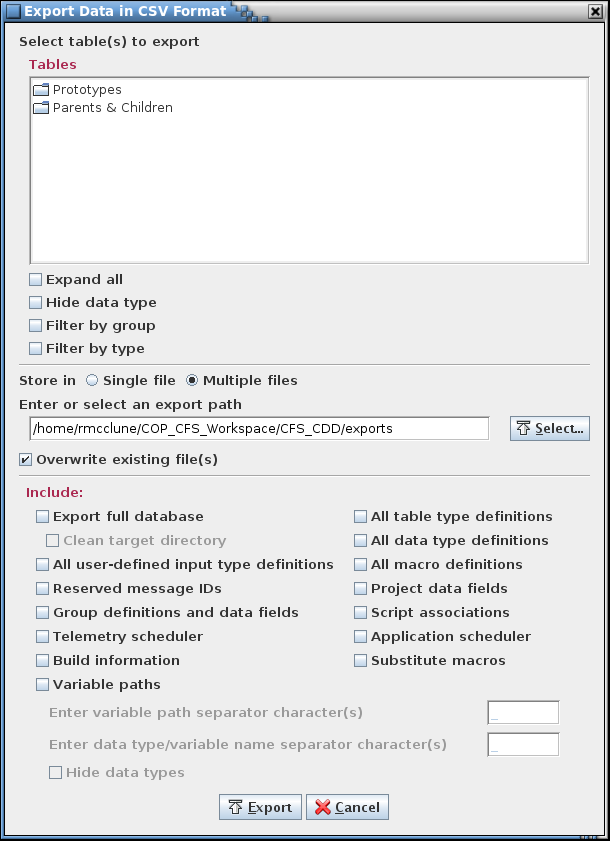 Export Data in CSV Format
Select table(s) to export
Tables
Prototypes
Parents & Children
Expand all
Hide data type
Filter by group
Filter by type
Store in Single file Multiple files
Enter or select an export path
/home/rmcclune/COP_CFS_Workspace/CFS_CDD/exports Select...
Overwrite existing file(s)
Include:
Export full database All table type definitions
Clean target directory All data type definitions
All user-defined input type definitions All macro definitions
Reserved message IDs Project data fields
Group definitions and data fields Script associations
Telemetry scheduler Application scheduler
Build information Substitute macros
Variable paths
Enter variable path separator character(s) _
Enter data type/variable name separator character(s) _
Hide data types
Export Cancel